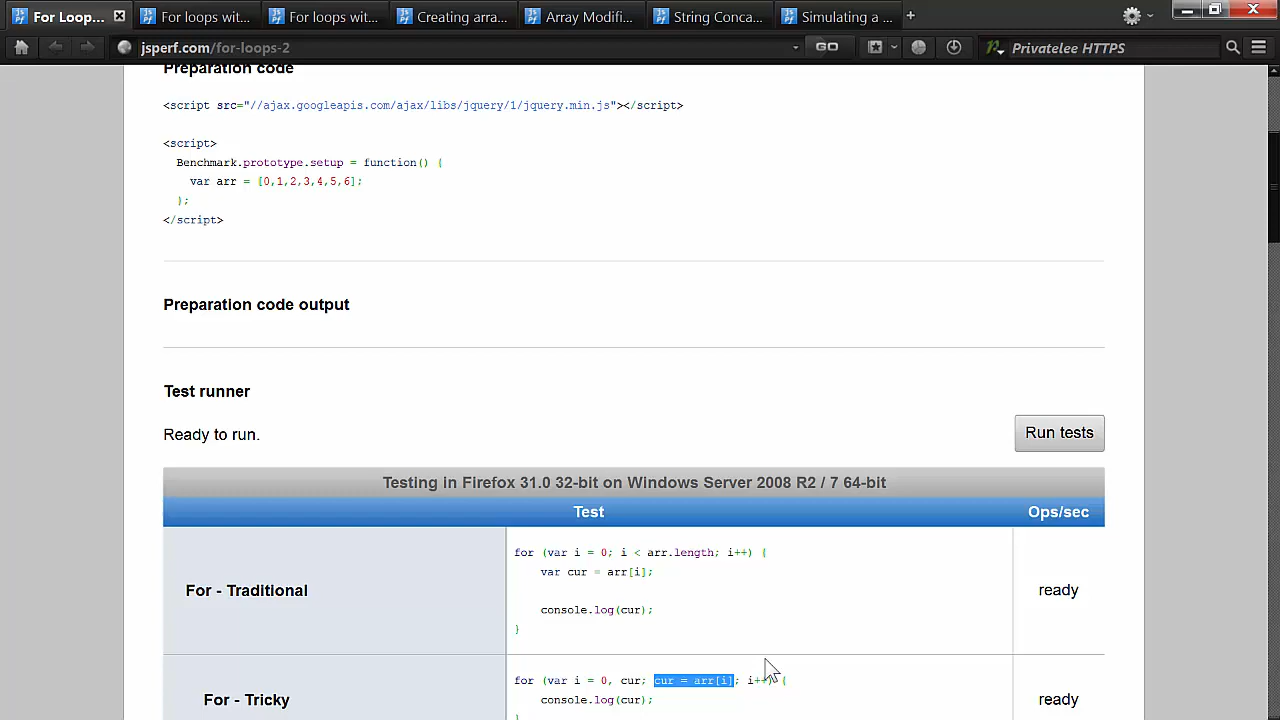 For Loop...
For loops wit...
For loops wit...
Creating arra...
Array Modifi...
String Conca...
Simulating a ...
jsperf.com/for-loops-2
GO
Privatelee HTTPS
Preparation code
<script src="//ajax.googleapis.com/ajax/libs/jquery/1/jquery.min.js"></script>
<script>
Benchmark.prototype.setup = function() {
var arr = [0,1,2,3,4,5,6];
};
</script>
Preparation code output
Test runner
Ready to run.
Run tests
Testing in Firefox 31.0 32-bit on Windows Server 2008 R2 / 7 64-bit
Test
Ops/sec
For - Traditional
for (var i = 0; i < arr.length; i++) {
var cur = arr[i];
console.log(cur);
}
ready
For - Tricky
for (var i = 0, cur; cur = arr[i]; i++) {
console.log(cur);
}
ready